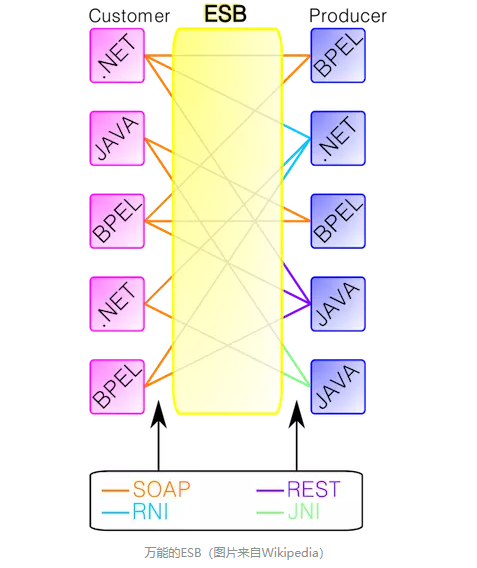 Customer ESB Producer
.NET BPEL
JAVA .NET
BPEL BPEL
.NET JAVA
BPEL JAVA
SOAP REST
RNI JNI
万能的ESB（图片来自Wikipedia）